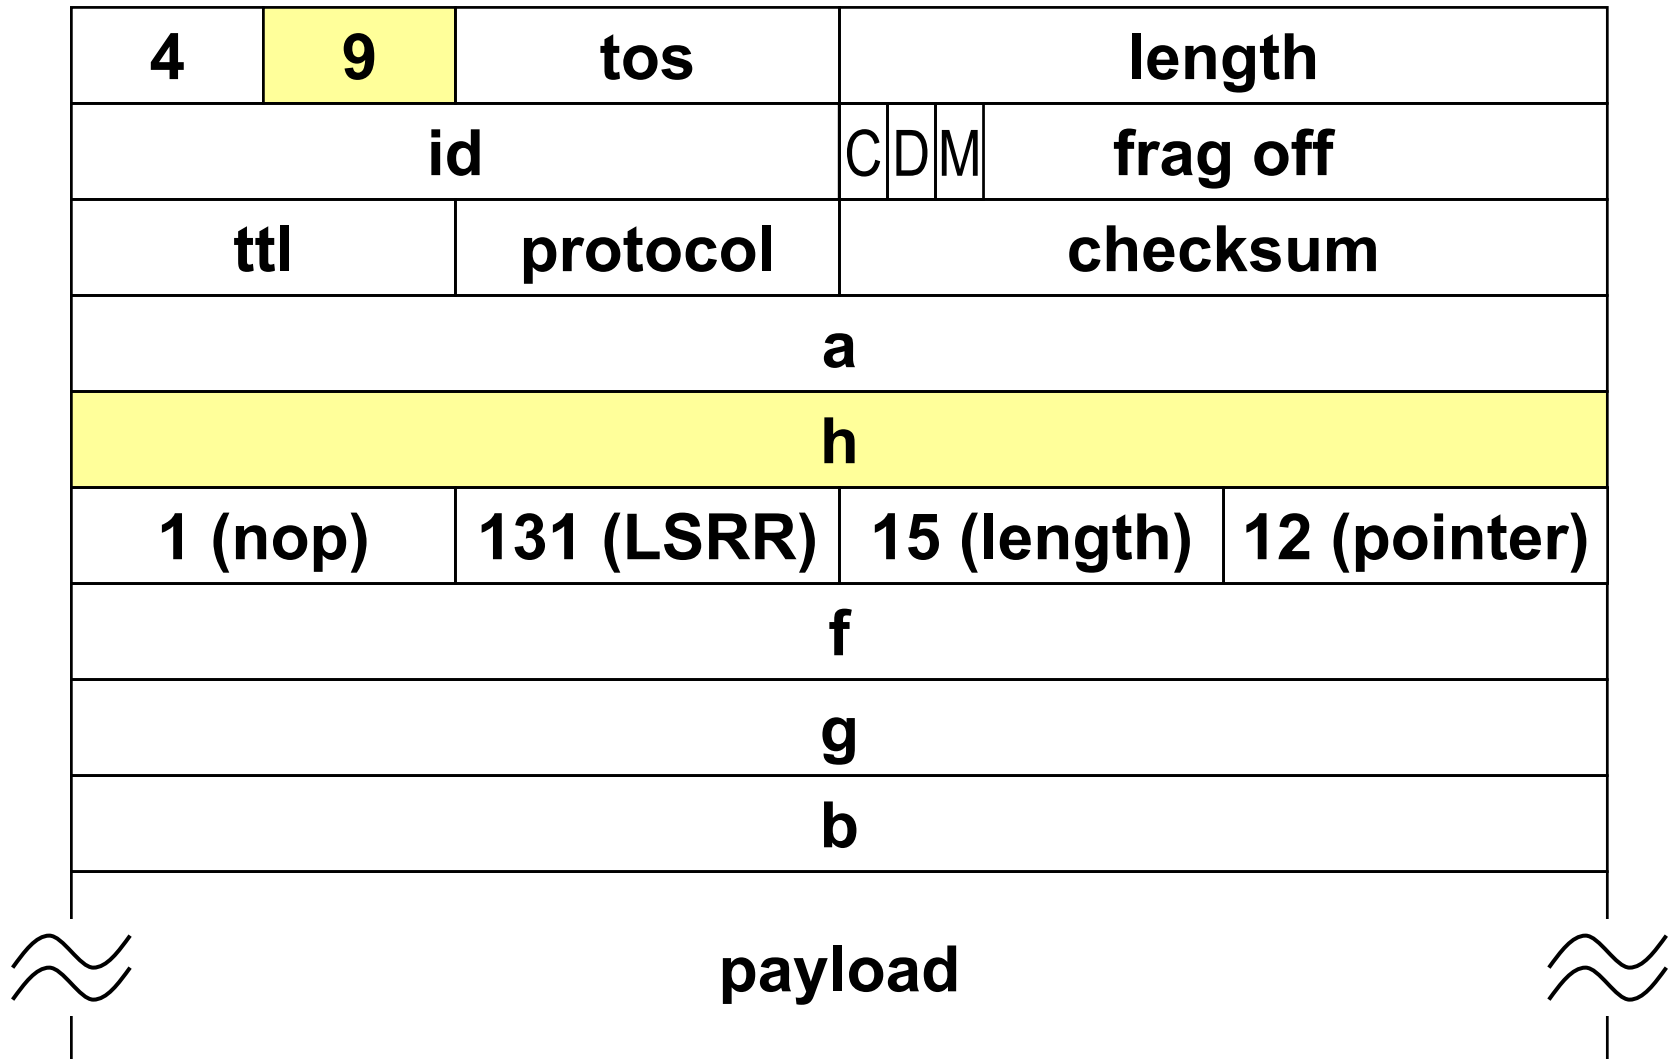 4 9 tos length
id C D M frag off
ttl protocol checksum
a
h
1 (nop) 131 (LSRR) 15 (length) 12 (pointer)
f
g
b
payload